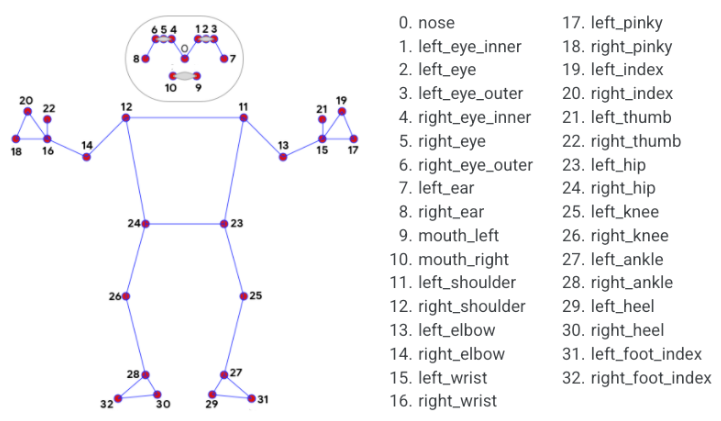 6 5 4 1 2 3
0
8 7
10 9
20 22 12 11 21 19
14 13
18 16 15 17
24 23
26 25
28 27
32 30 29 31
0. nose
1. left_eye_inner
2. left_eye
3. left_eye_outer
4. right_eye_inner
5. right_eye
6. right_eye_outer
7. left_ear
8. right_ear
9. mouth_left
10. mouth_right
11. left_shoulder
12. right_shoulder
13. left_elbow
14. right_elbow
15. left_wrist
16. right_wrist
17. left_pinky
18. right_pinky
19. left_index
20. right_index
21. left_thumb
22. right_thumb
23. left_hip
24. right_hip
25. left_knee
26. right_knee
27. left_ankle
28. right_ankle
29. left_heel
30. right_heel
31. left_foot_index
32. right_foot_index